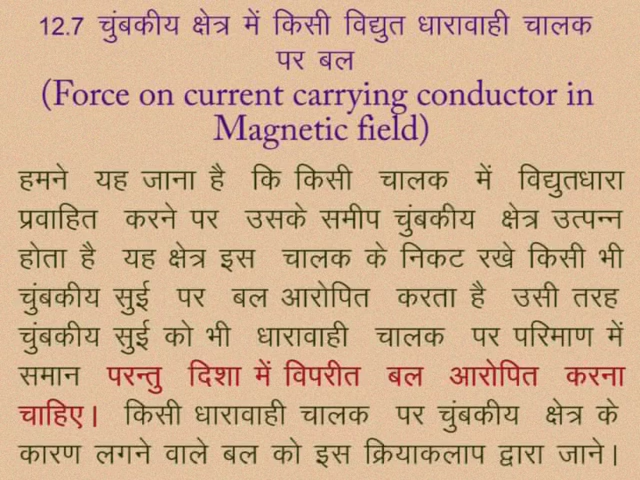 12.7 चुंबकीय क्षेत्र में किसी विद्युत धारावाही चालक
पर बल
(Force on current carrying conductor in
Magnetic field)
हमने यह जाना है कि किसी चालक में विद्युतधारा
प्रवाहित करने पर उसके समीप चुंबकीय क्षेत्र उत्पन्न
होता है यह क्षेत्र इस चालक के निकट रखे किसी भी
चुंबकीय सुई पर बल आरोपित करता है उसी तरह
चुंबकीय सुई को भी धारावाही चालक पर परिमाण में
समान परन्तु दिशा में विपरीत बल आरोपित करना
चाहिए। किसी धारावाही चालक पर चुंबकीय क्षेत्र के
कारण लगने वाले बल को इस क्रियाकलाप द्वारा जाने।